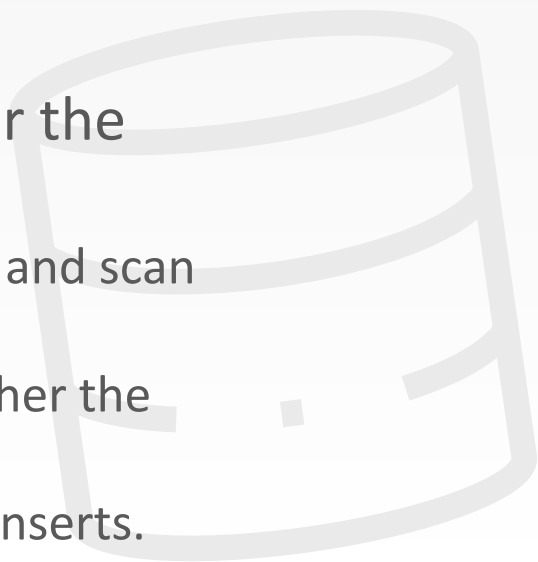 r the
and scan
her the
nserts.